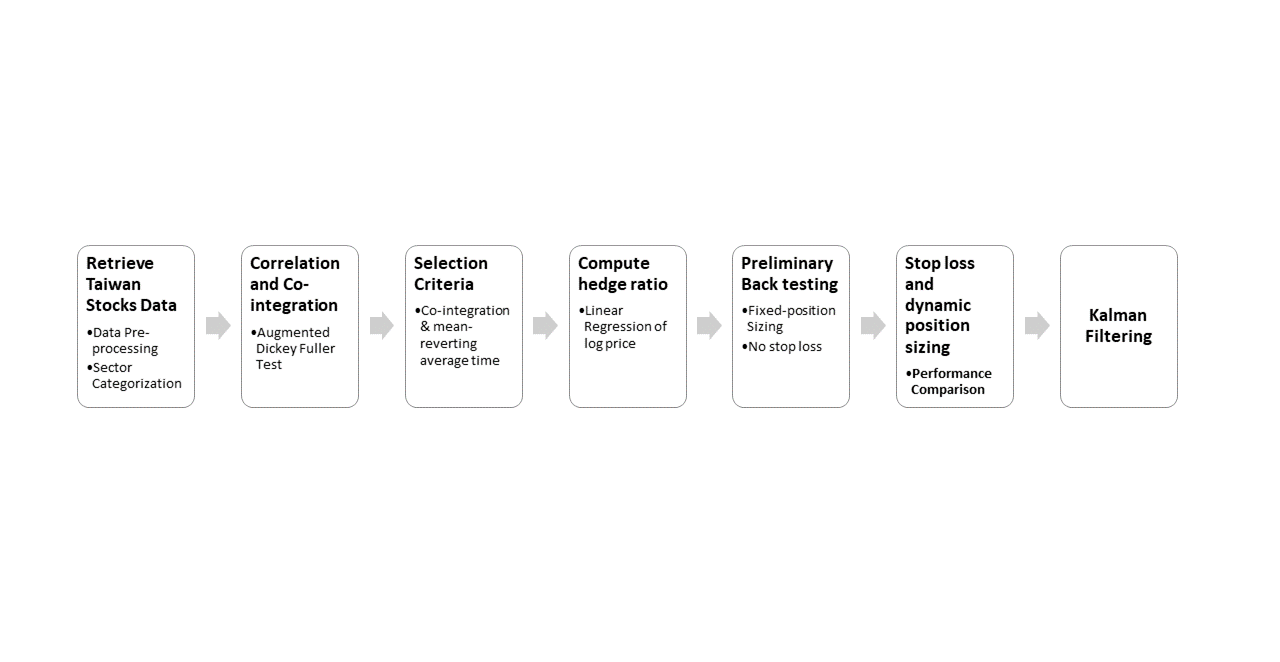 Retrieve
Taiwan
Stocks Data
•Data Pre-
processing
•Sector
Categorization
Correlation
and Co-
integration
•Augmented
Dickey Fuller
Test
Selection
Criteria
•Co-integration
& mean-
reverting
average time
Compute
hedge ratio
•Linear
Regression of
log price
Preliminary
Back testing
•Fixed-position
Sizing
•No stop loss
Stop loss
and
dynamic
position
sizing
•Performance
Comparison
Kalman
Filtering